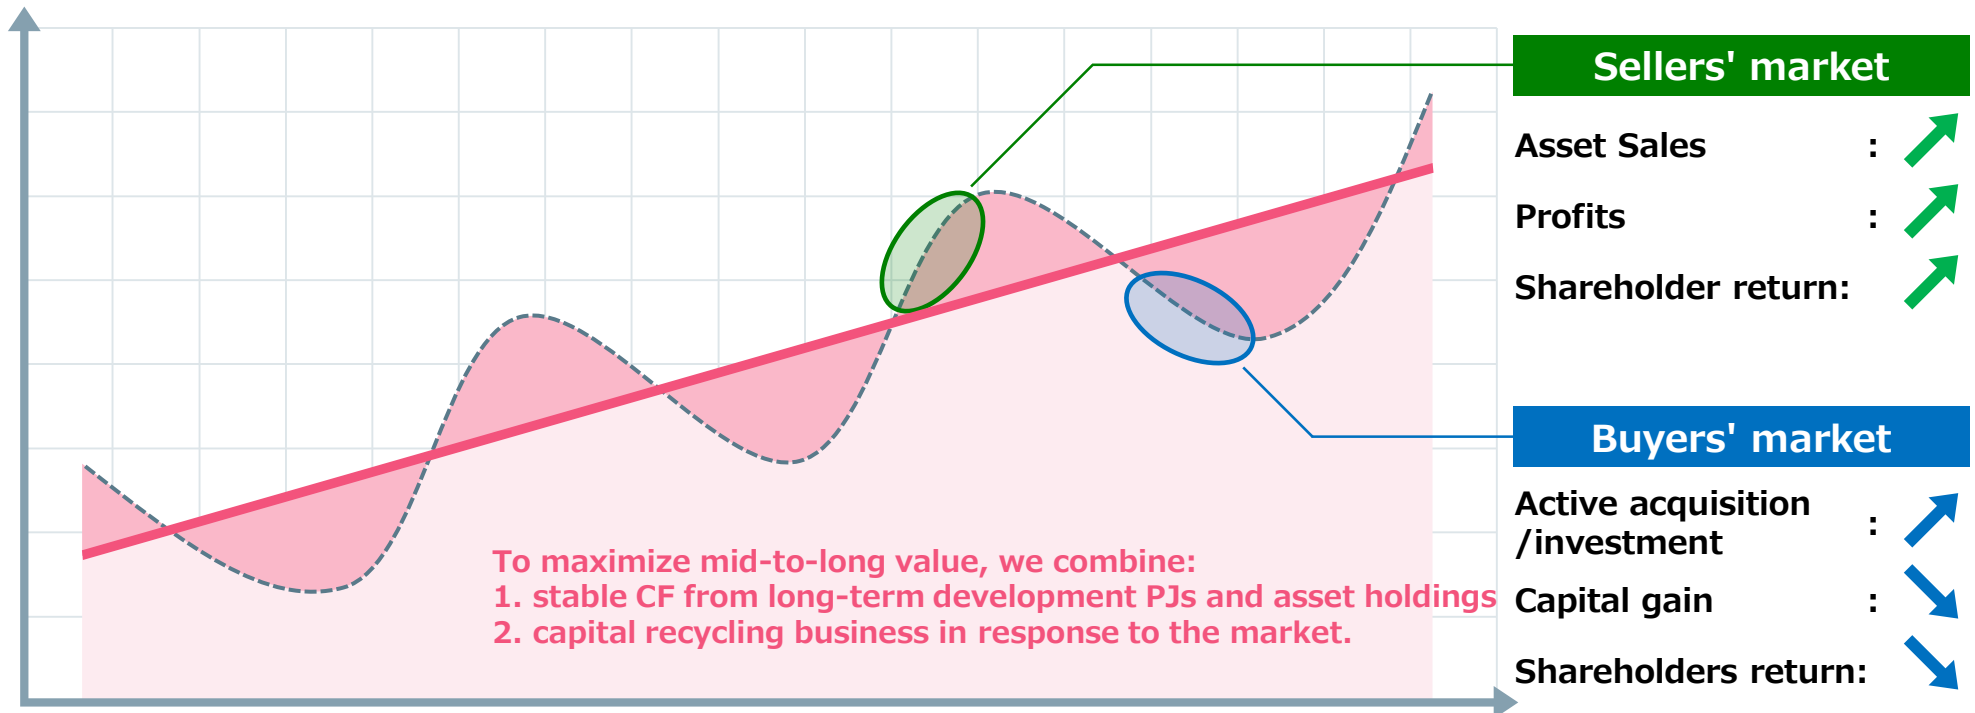 Sellers' market
Asset Sales :
Profits :
Shareholder return:
Buyers' market
Active acquisition
/investment :
Capital gain :
Shareholders return:
To maximize mid-to-long value, we combine:
1. stable CF from long-term development PJs and asset holdings
2. capital recycling business in response to the market.